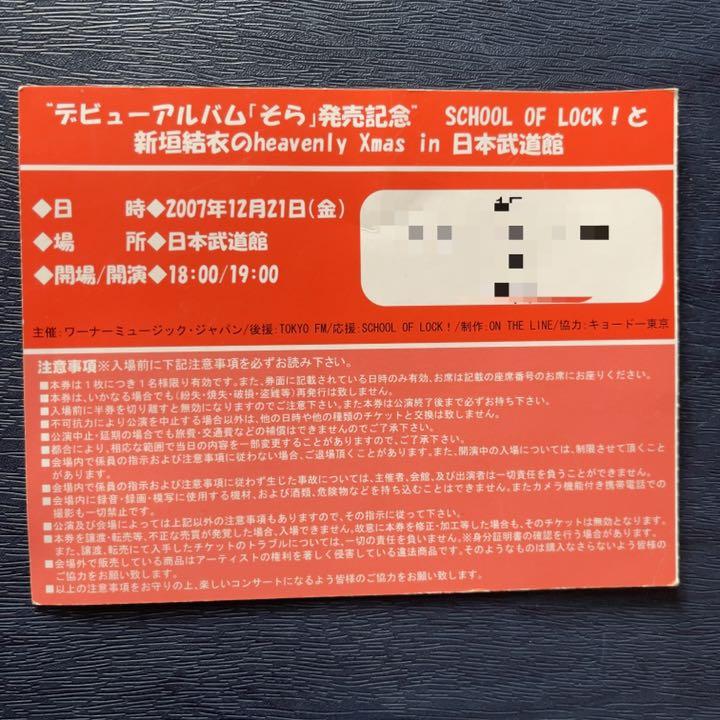 “デビューアルバム「そら」発売記念” SCHOOL OF LOCK!と
新垣結衣のheavenly Xmas in 日本武道館
◆日 時◆2007年12月21日(金)
◆場 所◆日本武道館
◆開場/開演◆18:00/19:00
主催:ワーナーミュージック・ジャパン/後援:TOKYO FM/応援:SCHOOL OF LOCK!/制作:ON THE LINE/協力:キョードー東京
注意事項※入場前に下記注意事項を必ずお読み下さい。
■本券は1枚につき1名様限り有効です。また、券面に記載されている日時のみ有効、お席は記載の座席番号のお席にお座りください。
■本券は、いかなる場合でも(紛失・焼失・破損・盗難等)再発行は致しません。
■入場前に半券を切り離すと無効になりますのでご注意下さい。また本券は公演終了後まで必ずお持ち下さい。
■不可抗力により公演を中止する場合以外は、他の日時や他の種類のチケットと交換は致しません。
■公演中止・延期の場合でも旅費・交通費などの補償はできませんのでご了承下さい。
■都合により、相応な範囲で当日の内容を一部変更することがありますので、ご了承下さい。
■会場内で係員の指示および注意事項に従わない場合、ご退場頂くことがあります。また、開演中の入場については、制限させて頂くことがあります。
■会場内で係員の指示および注意事項に従わず生じた事故については、主催者、会館、及び出演者は一切責任を負うことができません。
■会場内に録音・録画・模写に使用する機材、および酒類、危険物などを持ち込むことはできません。またカメラ機能付き携帯電話での
撮影も一切禁止です。
■公演及び会場によっては上記以外の注意事項もありますので、その指示に従って下さい。
■本券を譲渡・転売等、不正な売買が発覚した場合、入場できません。故意に本券を修正・加工等した場合も、そのチケットは無効となります。
また、譲渡、転売にて入手したチケットのトラブルについては、一切の責任を負いません。※身分証明書の確認を行う場合があります。
■会場外で販売している商品はアーティストの権利を著しく侵害している違法商品です。そのようなものは購入なさらないよう皆様の
ご協力をお願い致します。
■以上の注意事項をお守りの上、楽しいコンサートになるよう皆様のご協力をお願い致します。